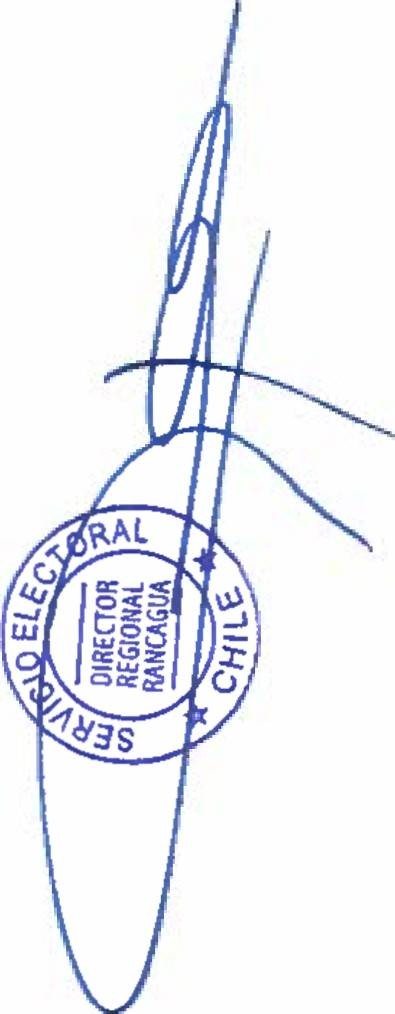 SERVICIO ELECTORAL
DIRECTOR
REGIONAL
RANCAGUA
★ CHILE ★